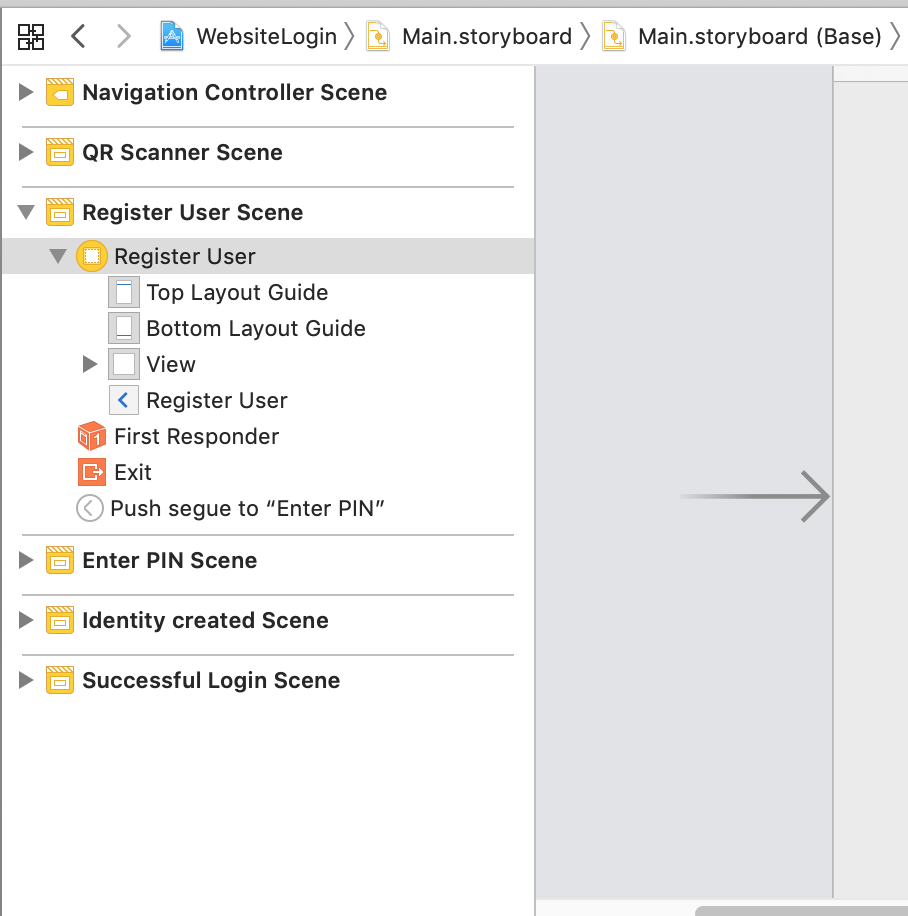 WebsiteLogin Main.storyboard Main.storyboard (Base)
Navigation Controller Scene
QR Scanner Scene
Register User Scene
Register User
Top Layout Guide
Bottom Layout Guide
View
Register User
First Responder
Exit
Push segue to “Enter PIN”
Enter PIN Scene
Identity created Scene
Successful Login Scene